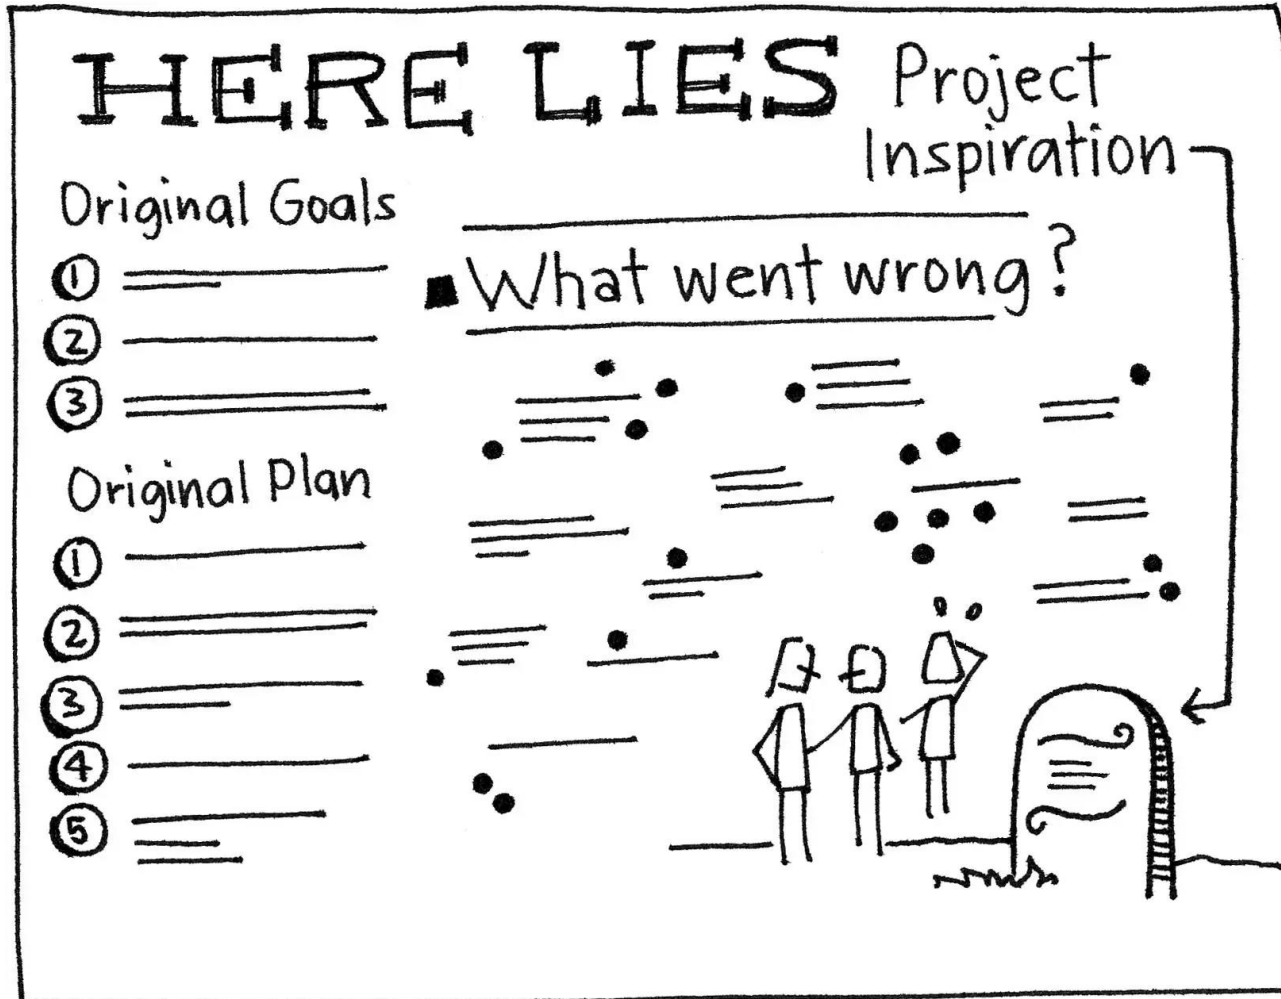 HERE LIES Project
Inspiration
Original Goals
1
2
3
Original Plan
1
2
3
4
5
What went wrong?